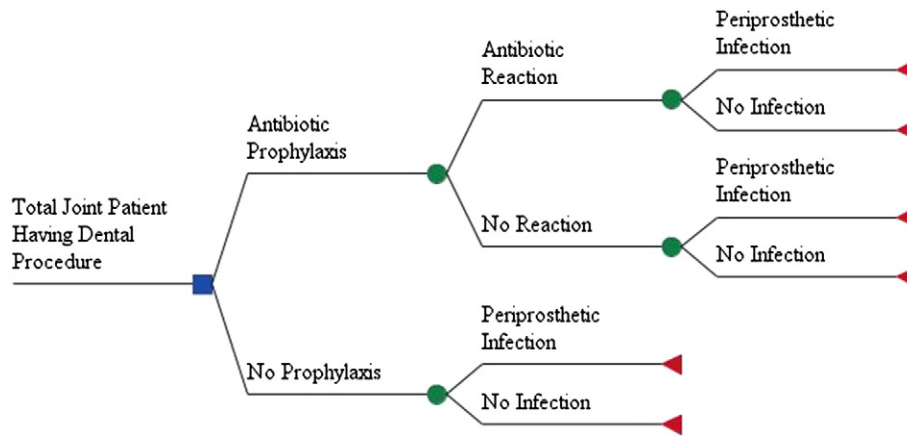 Total Joint Patient
Having Dental
Procedure
Antibiotic
Prophylaxis
No Prophylaxis
Antibiotic
Reaction
No Reaction
Periprosthetic
Infection
No Infection
Periprosthetic
Infection
No Infection
Periprosthetic
Infection
No Infection